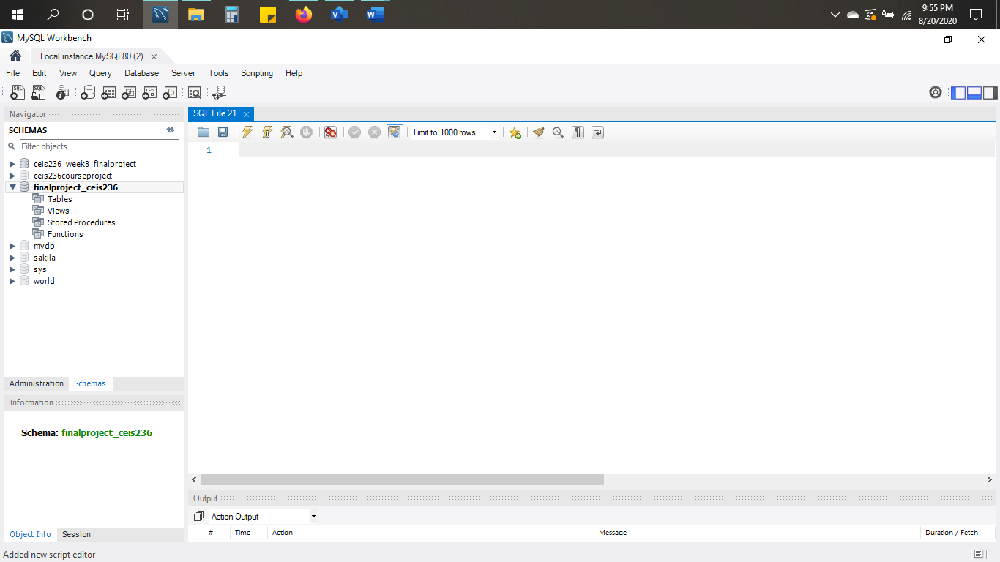 9:55 PM
8/20/2020
MySQL Workbench
Local instance MySQL80 (2)
File Edit View Query Database Server Tools Scripting Help
Navigator
SCHEMAS
Filter objects
ceis236_week8_finalproject
ceis236courseproject
finalproject_ceis236
Tables
Views
Stored Procedures
Functions
mydb
sakila
sys
world
Administration Schemas
Information
Schema: finalproject_ceis236
Object Info Session
SQL File 21
Limit to 1000 rows
1
Output
Action Output
# Time Action Message Duration / Fetch
Added new script editor